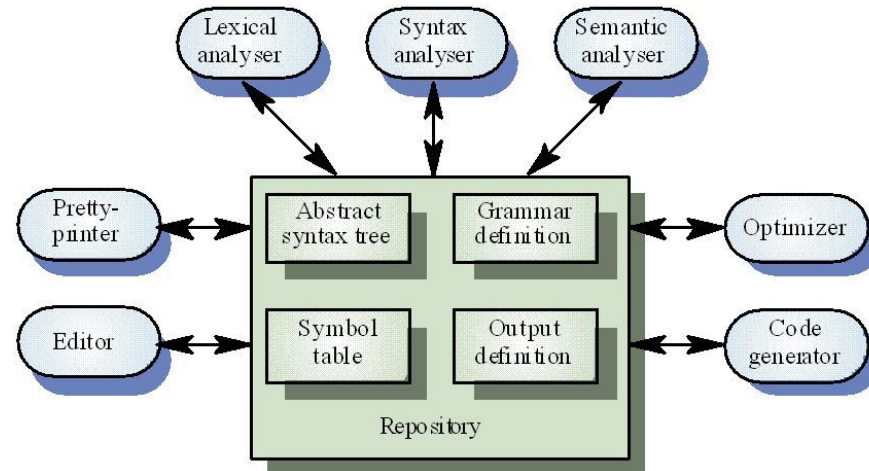 Lexical
analyser
Syntax
analyser
Semantic
analyser
Pretty-
printer
Abstract
syntax tree
Grammar
definition
Optimizer
Editor
Symbol
table
Output
definition
Code
generator
Repository